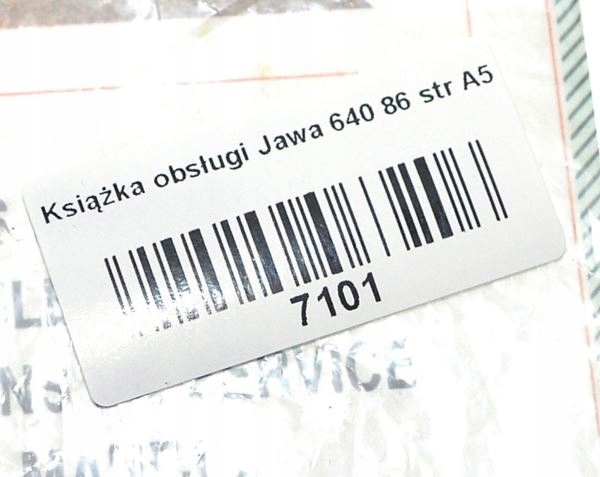 Książka obsługi Jawa 640 86 str A5
7101
SERVICE